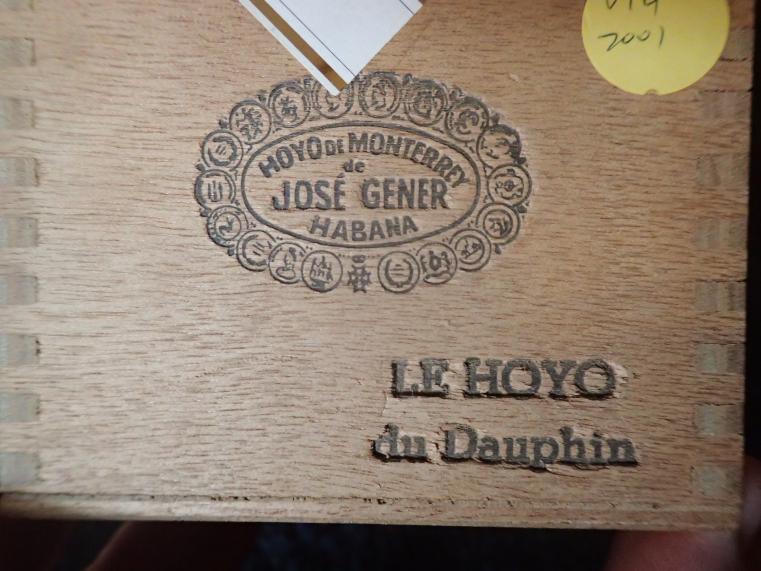 2001
HOYO DE MONTERREY
de
JOSÉ GENER
HABANA
LE HOYO
du Dauphin